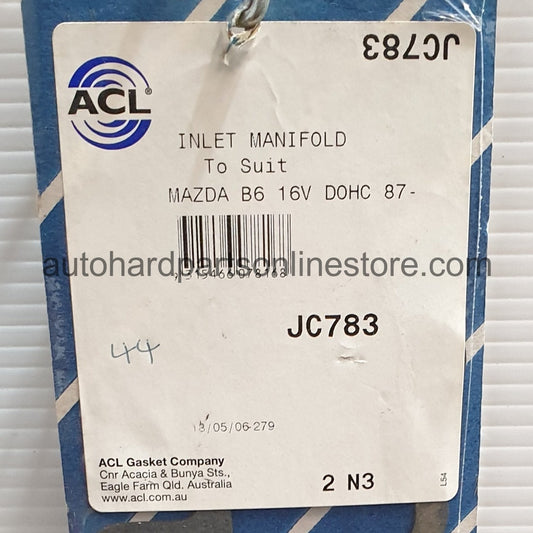 JC783
ACL®
INLET MANIFOLD
To Suit
MAZDA B6 16V DOHC 87-
autohardpartsonlinestore.com
JC783
44
18/05/06-279
ACL Gasket Company
Cnr Acacia & Bunya Sts.,
Eagle Farm Qld. Australia
www.acl.com.au
2 N3
L54